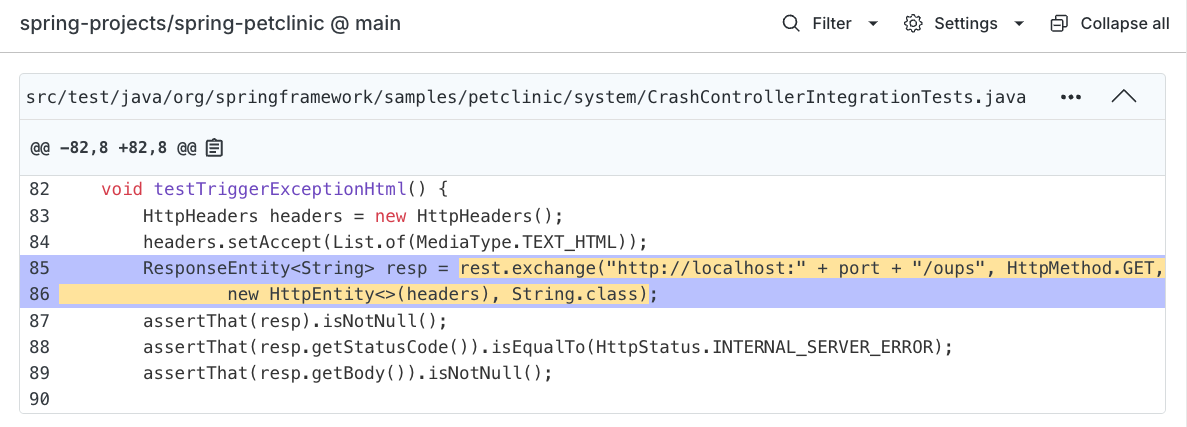 spring-projects/spring-petclinic @ main
Filter
Settings
Collapse all
src/test/java/org/springframework/samples/petclinic/system/CrashControllerIntegrationTests.java
@@ −82,8 +82,8 @@
82 void testTriggerExceptionHtml() {
83 HttpHeaders headers = new HttpHeaders();
84 headers.setAccept(List.of(MediaType.TEXT_HTML));
85 ResponseEntity<String> resp = rest.exchange("http://localhost:" + port + "/oups", HttpMethod.GET,
86 new HttpEntity<>(headers), String.class);
87 assertThat(resp).isNotNull();
88 assertThat(resp.getStatusCode()).isEqualTo(HttpStatus.INTERNAL_SERVER_ERROR);
89 assertThat(resp.getBody()).isNotNull();
90